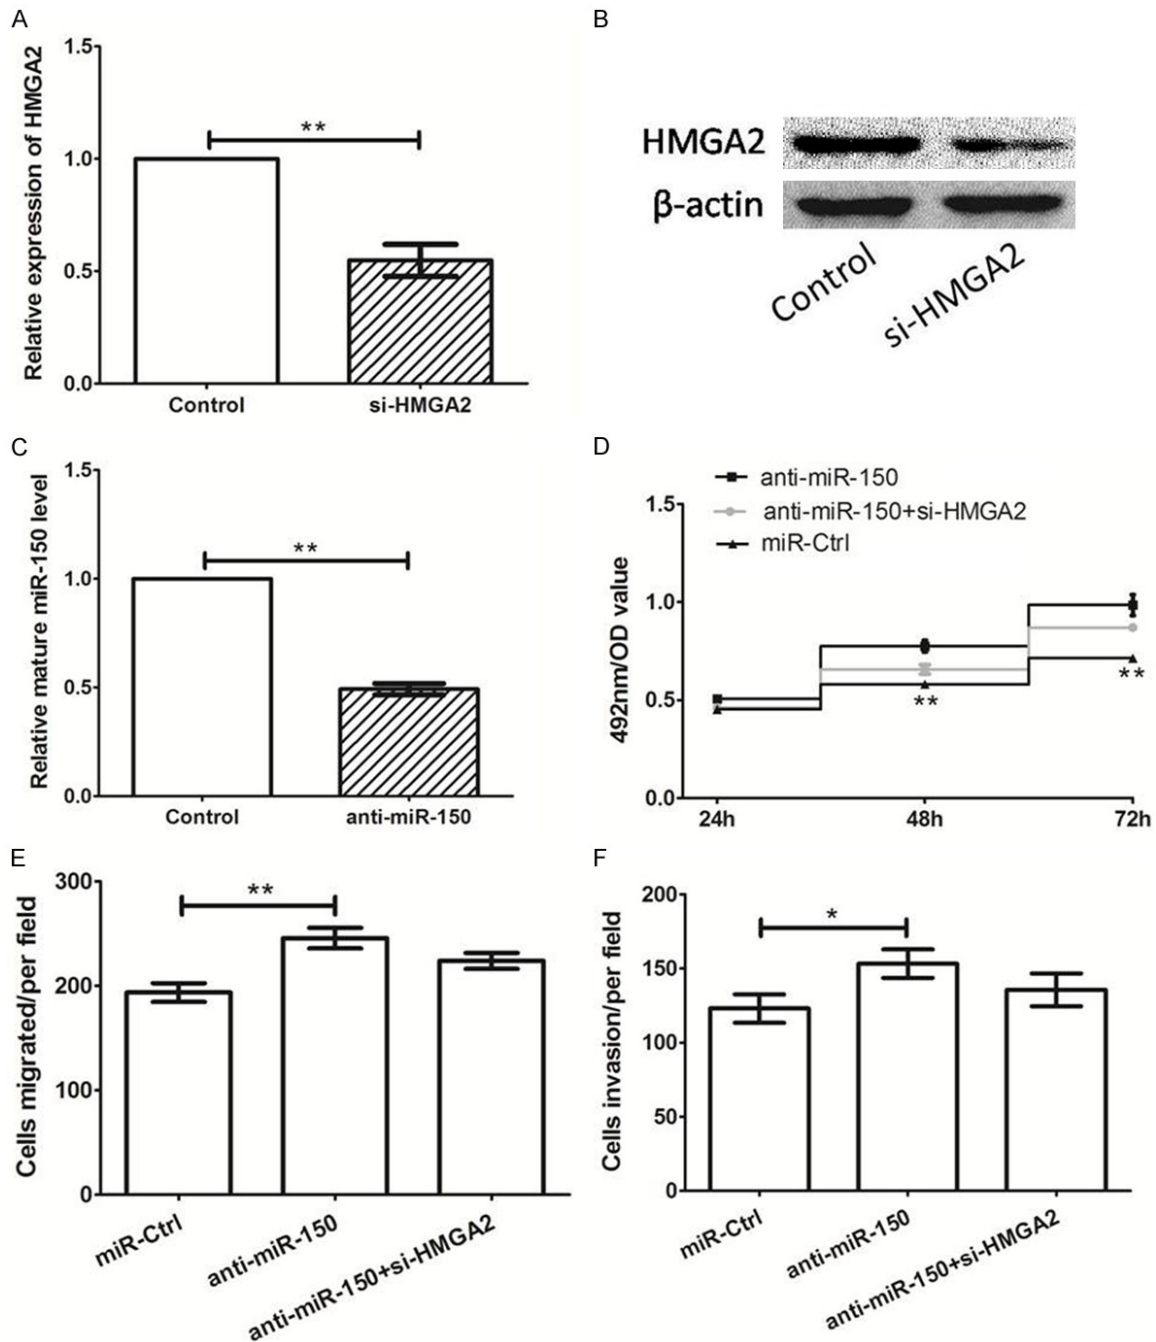 A
Relative expression of HMGA2
1.5
1.0
0.5
0.0
**
Control
si-HMGA2
B
HMGA2
β-actin
Control
si-HMGA2
C
Relative mature miR-150 level
1.5
1.0
0.5
0.0
**
Control
anti-miR-150
D
anti-miR-150
anti-miR-150+si-HMGA2
miR-Ctrl
492nm/OD value
1.5
1.0
0.5
0.0
**
**
24h
48h
72h
E
Cells migrated/per field
300
200
100
0
**
miR-Ctrl
anti-miR-150
anti-miR-150+si-HMGA2
F
Cells invasion/per field
200
150
100
50
0
*
miR-Ctrl
anti-miR-150
anti-miR-150+si-HMGA2